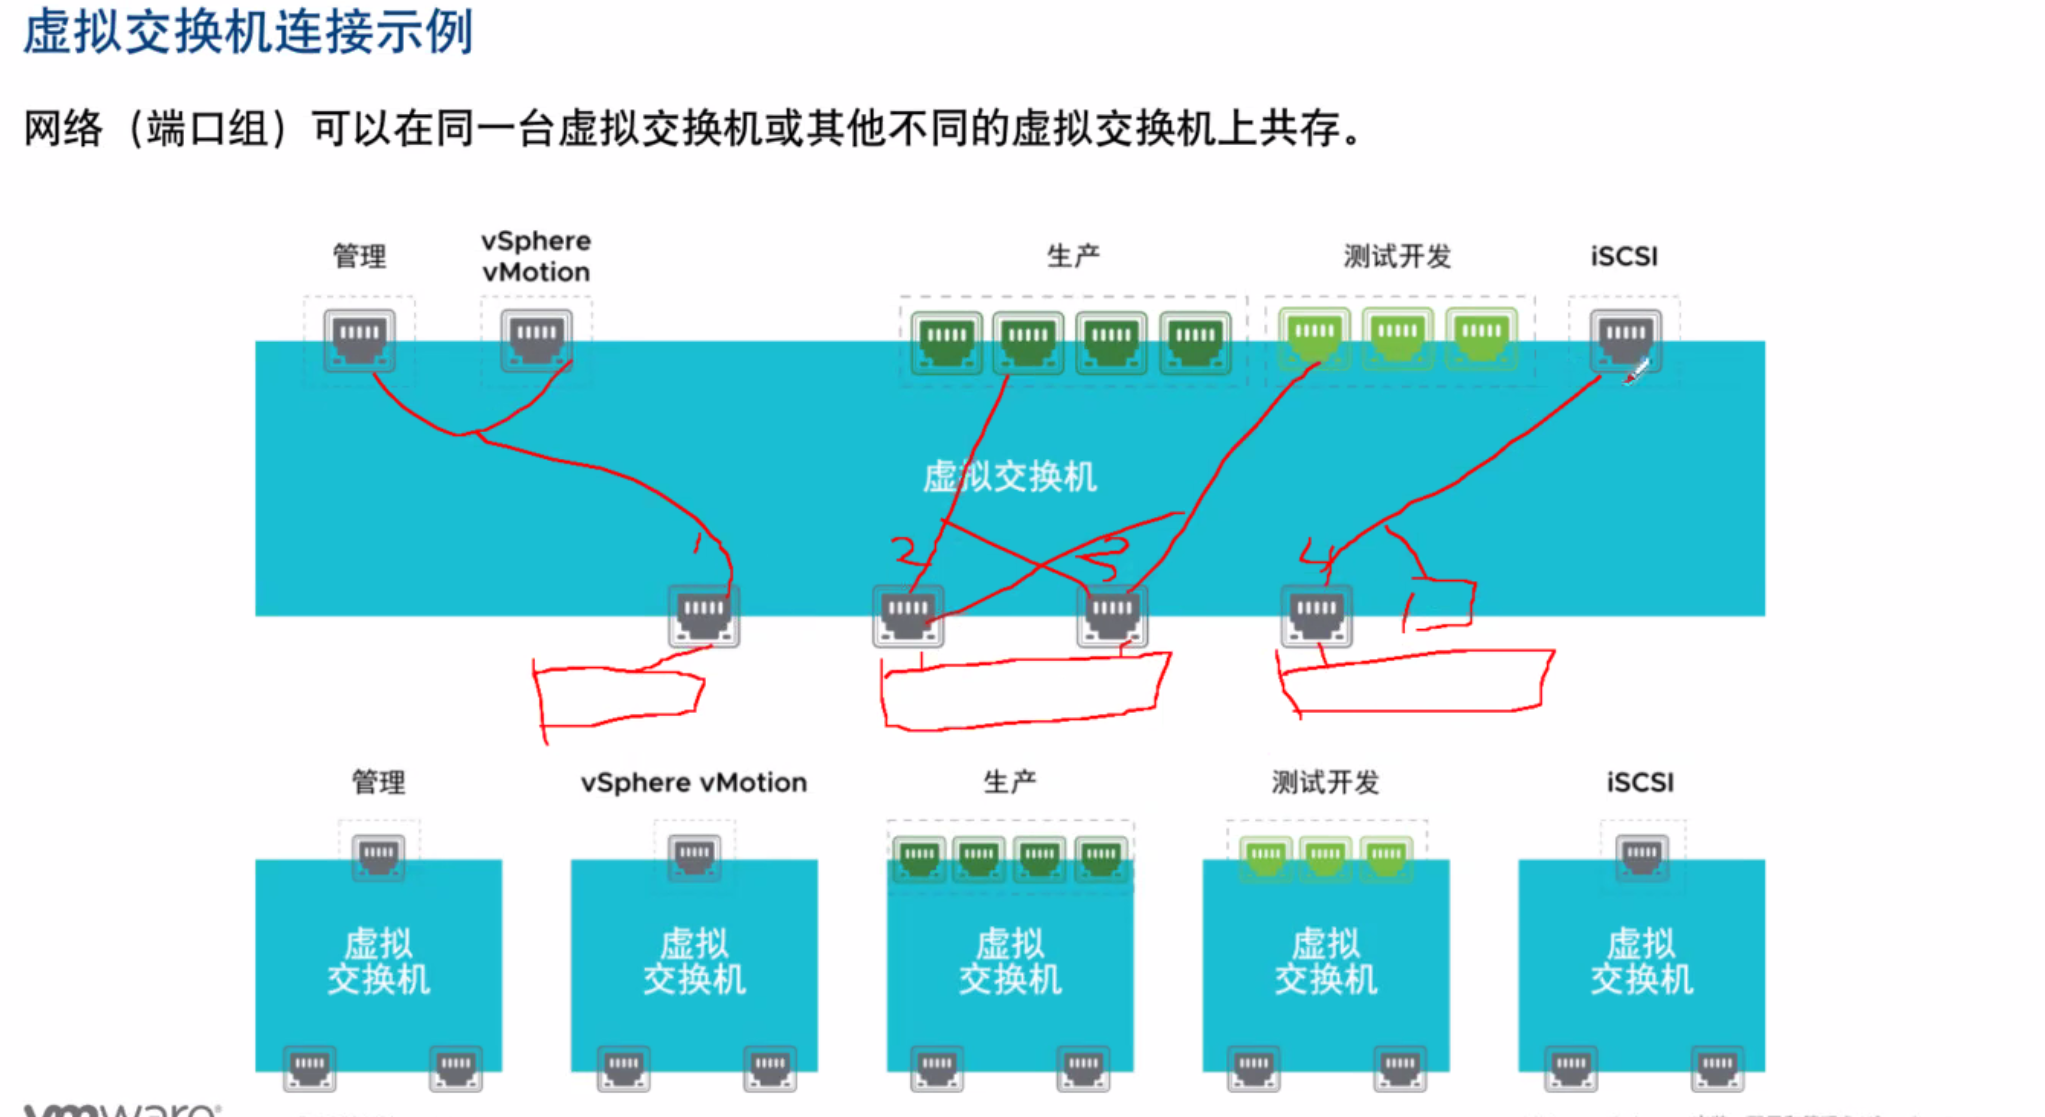 虚拟交换机连接示例
网络（端口组）可以在同一台虚拟交换机或其他不同的虚拟交换机上共存。
管理
vSphere
vMotion
生产
测试开发
iSCSI
虚拟交换机
1
2
3
4
管理
vSphere vMotion
生产
测试开发
iSCSI
虚拟
交换机
虚拟
交换机
虚拟
交换机
虚拟
交换机
虚拟
交换机
vmware